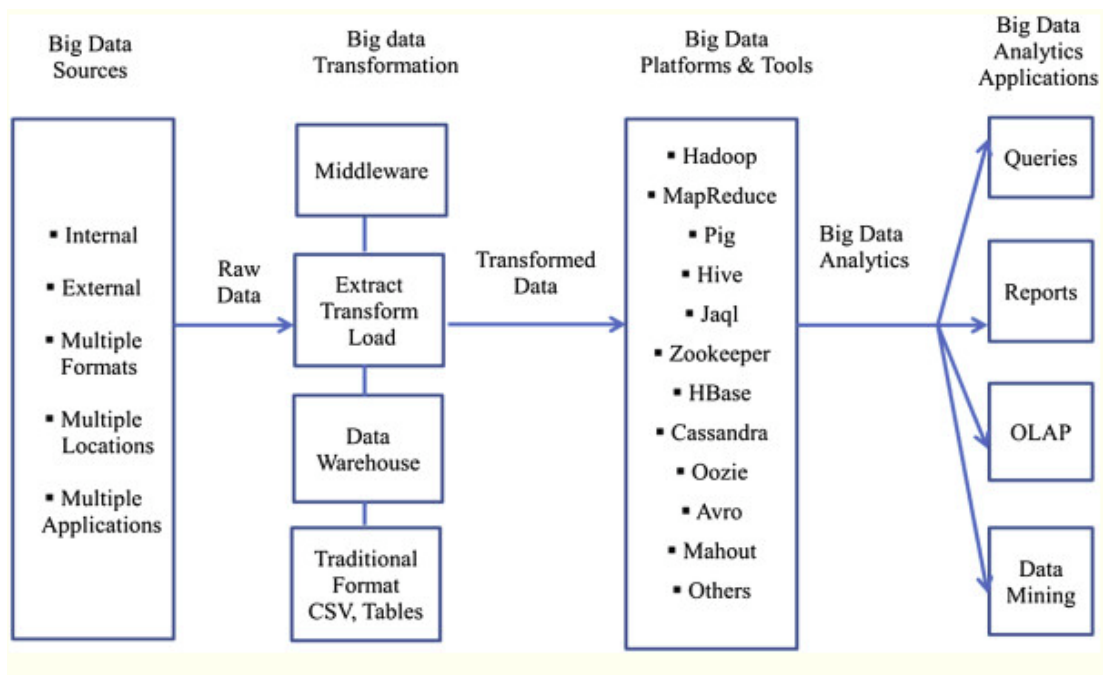 Big Data
Sources
Big data
Transformation
Big Data
Platforms & Tools
Big Data
Analytics
Applications
▪ Internal
▪ External
▪ Multiple
Formats
▪ Multiple
Locations
▪ Multiple
Applications
Raw
Data
Middleware
Extract
Transform
Load
Data
Warehouse
Traditional
Format
CSV, Tables
Transformed
Data
▪ Hadoop
▪ MapReduce
▪ Pig
▪ Hive
▪ Jaql
▪ Zookeeper
▪ HBase
▪ Cassandra
▪ Oozie
▪ Avro
▪ Mahout
▪ Others
Big Data
Analytics
Queries
Reports
OLAP
Data
Mining